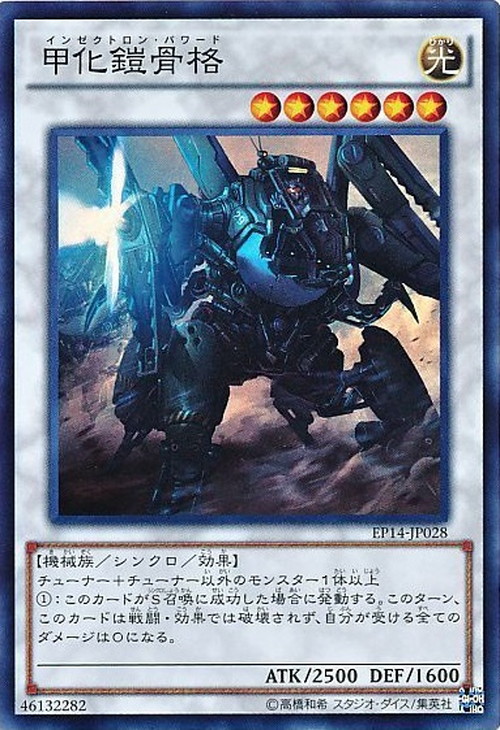 インゼクトロン・パワード
甲化鎧骨格
ひかり
光
EP14-JP028
【機械族/シンクロ/効果】
チューナー+チューナー以外のモンスター1体以上
①:このカードがS召喚に成功した場合に発動する。このターン、
このカードは戦闘・効果では破壊されず、自分が受ける全ての
ダメージは0になる。
ATK/2500 DEF/1600
46132282
©高橋和希 スタジオ・ダイス/集英社